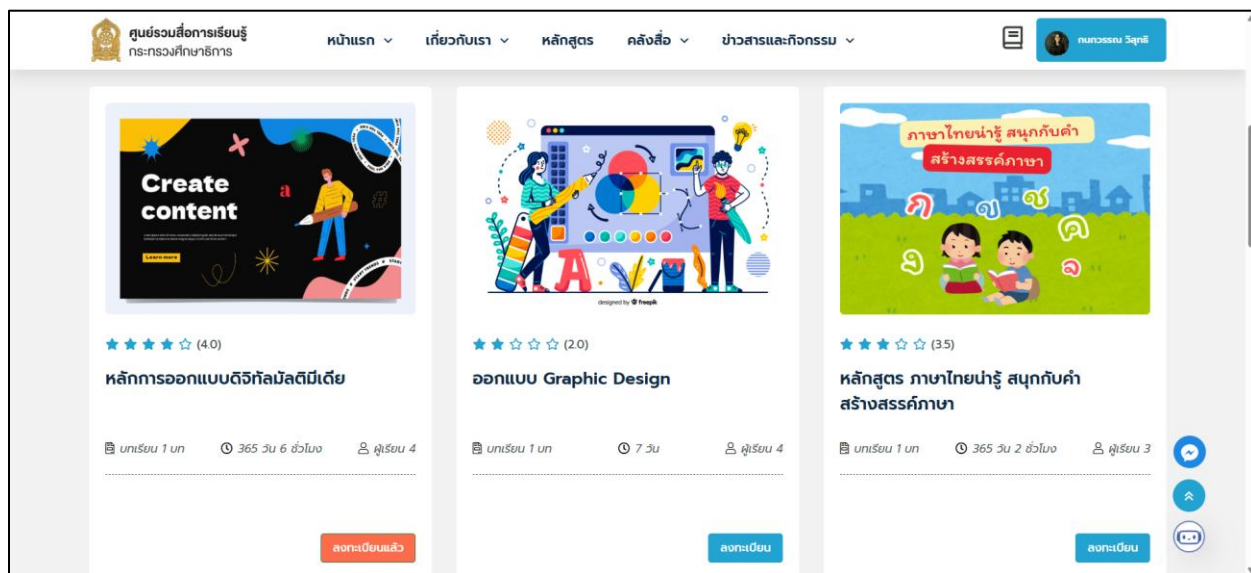 ศูนย์รวมสื่อการเรียนรู้
กระทรวงศึกษาธิการ
หน้าแรก
เกี่ยวกับเรา
หลักสูตร
คลังสื่อ
ข่าวสารและกิจกรรม
Create
content
a
#
Learn more
A
designed by freepik
ภาษาไทยน่ารู้ สนุกกับคำ
สร้างสรรค์ภาษา
ก ข ช ค
ง จ
(4.0)
หลักการออกแบบดิจิทัลมัลติมีเดีย
บทเรียน 1 บท 365 วัน 6 ชั่วโมง ผู้เรียน 4
ลงทะเบียนแล้ว
(2.0)
ออกแบบ Graphic Design
บทเรียน 1 บท 7 วัน ผู้เรียน 4
ลงทะเบียน
(3.5)
หลักสูตร ภาษาไทยน่ารู้ สนุกกับคำ
สร้างสรรค์ภาษา
บทเรียน 1 บท 365 วัน 2 ชั่วโมง ผู้เรียน 3
ลงทะเบียน